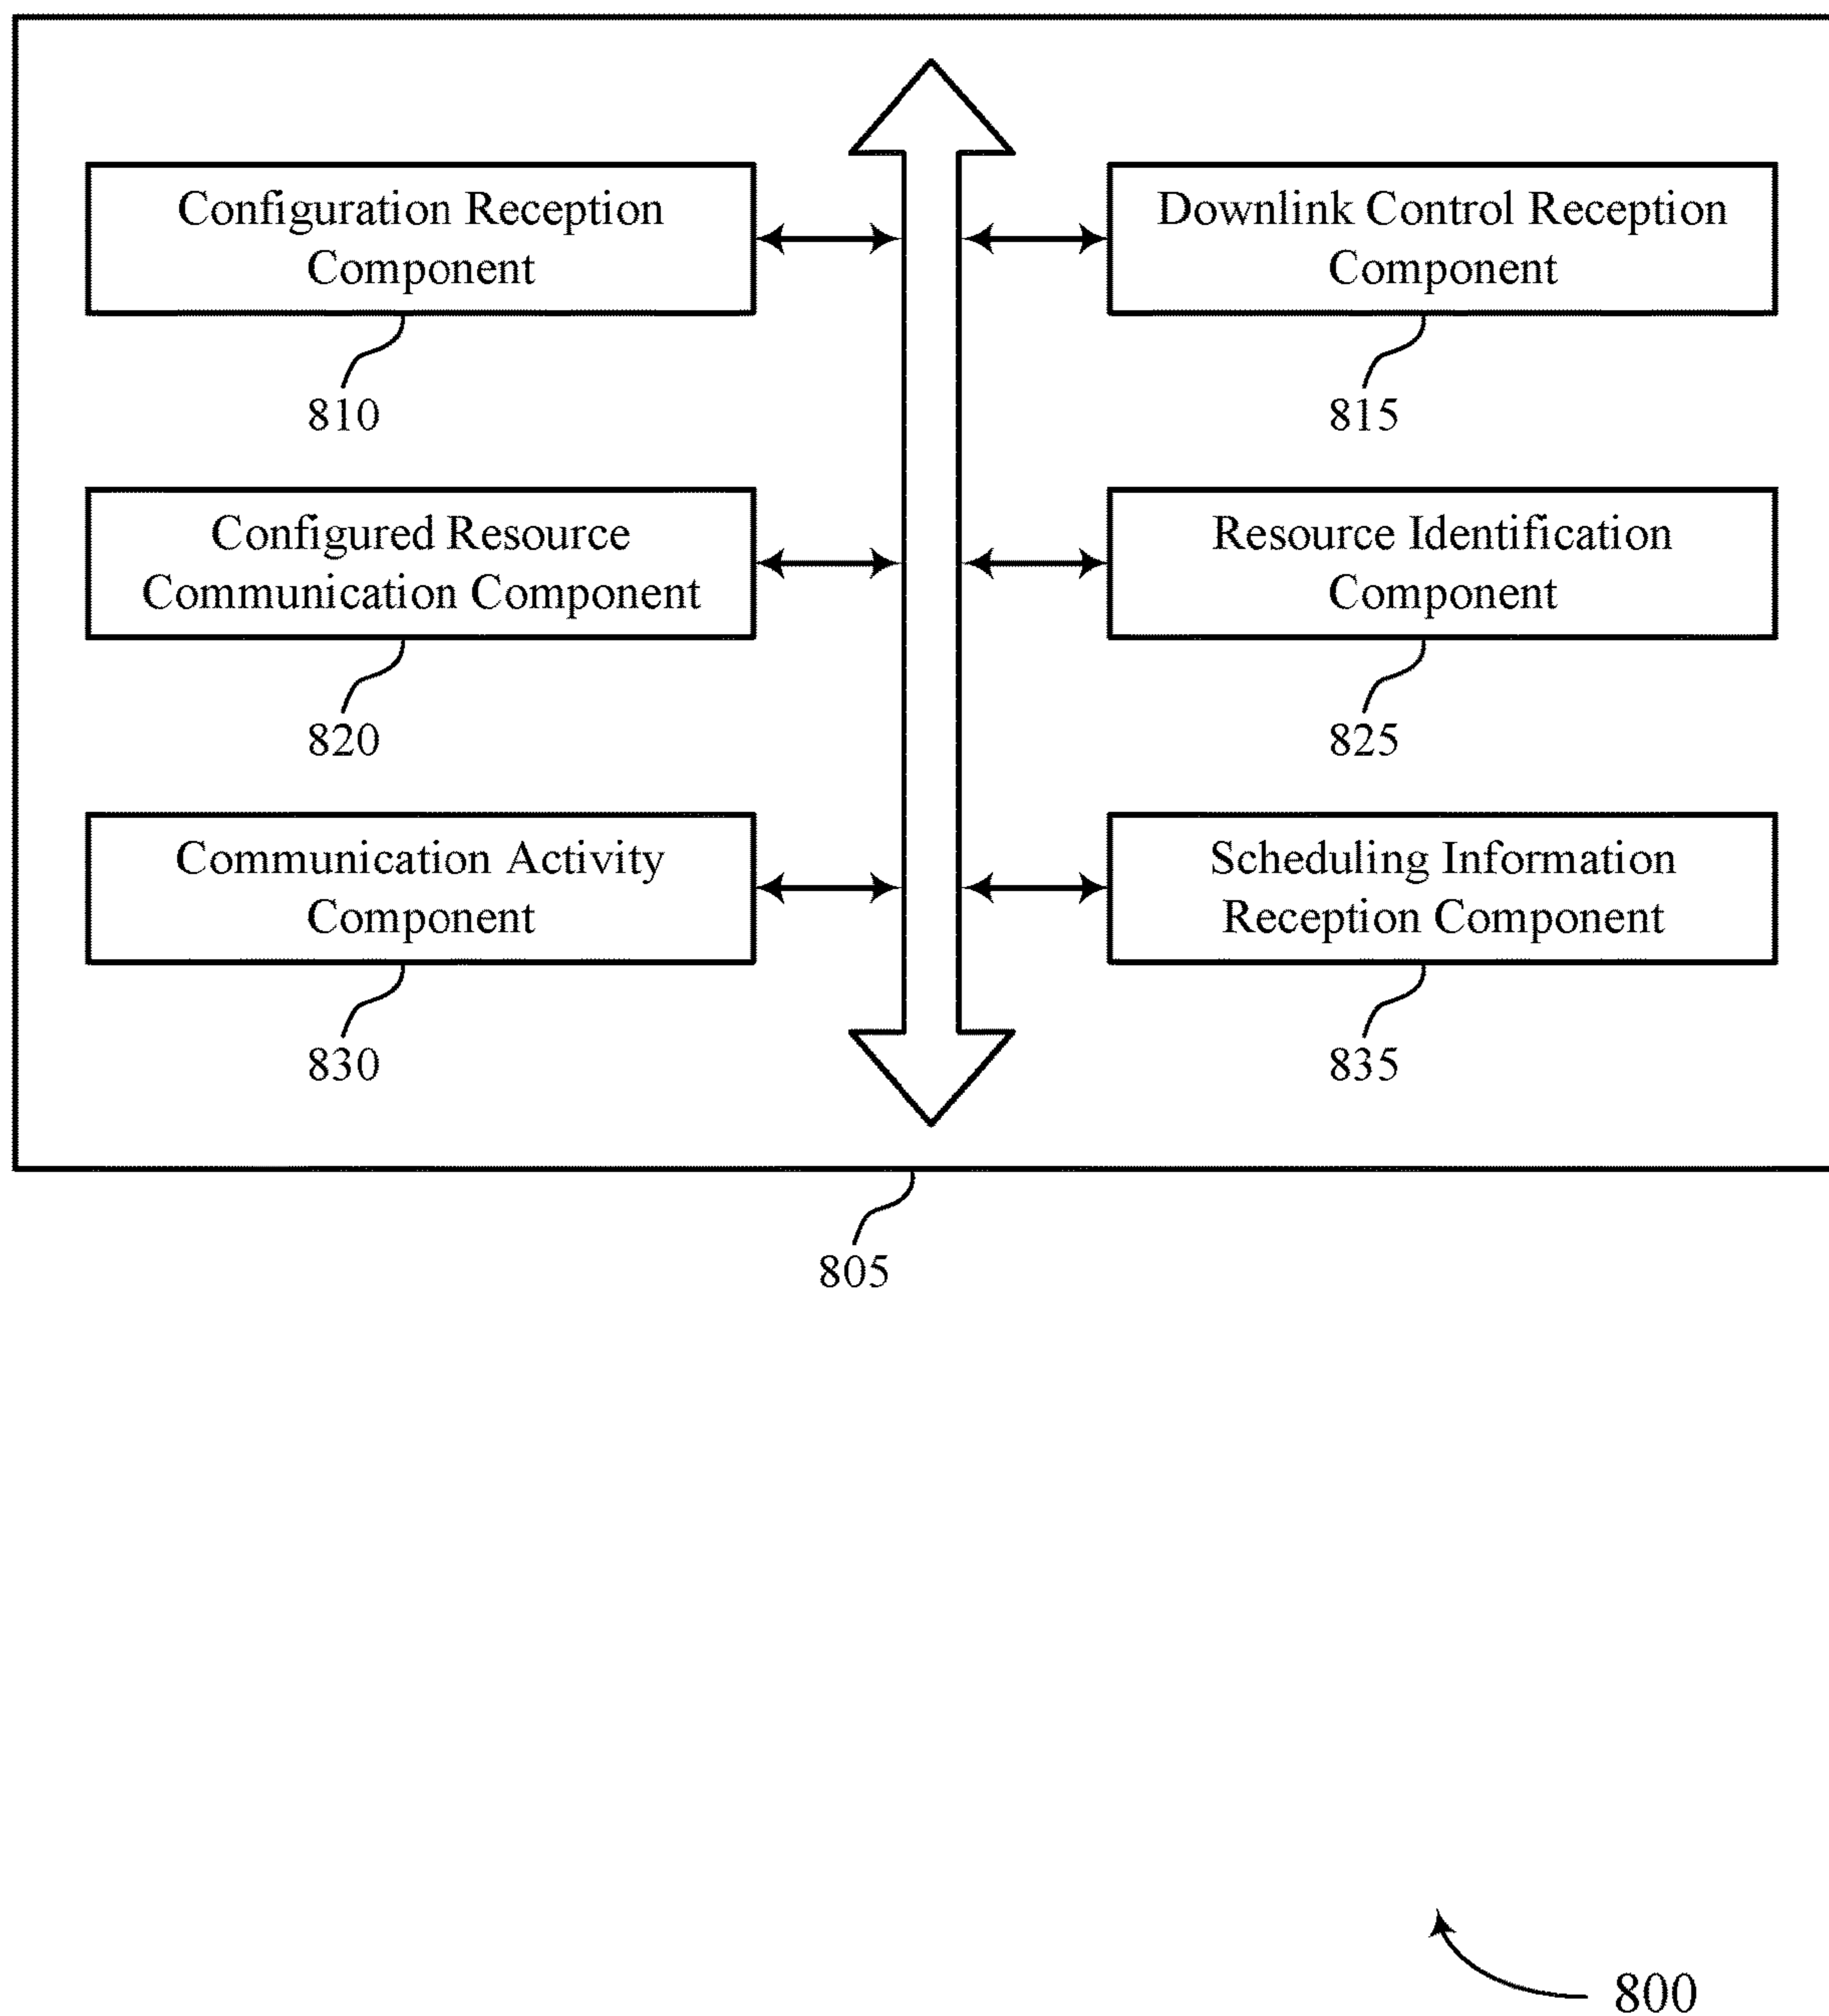 Configuration Reception
Component
810
Downlink Control Reception
Component
815
Configured Resource
Communication Component
820
Resource Identification
Component
825
Communication Activity
Component
830
Scheduling Information
Reception Component
835
805
800